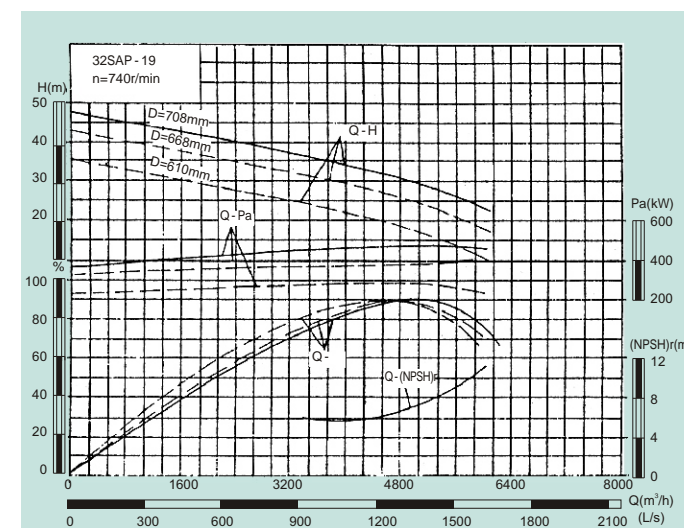 32SAP - 19
n=740r/min
H(m)
50
40
30
20
%
100
80
60
40
20
0
D=708mm
D=668mm
D=610mm
Q - H
Q - Pa
Q -
Q - (NPSH)r
Pa(kW)
600
400
200
(NPSH)r(m
12
8
4
0
0 1600 3200 4800 6400 8000
Q(m³/h)
0 300 600 900 1200 1500 1800 2100 (L/s)